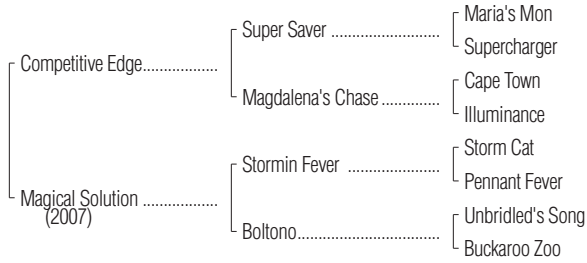 Maria's Mon
Super Saver ........................
Supercharger
Competitive Edge.................
Cape Town
Magdalena's Chase .............
Illuminance
Storm Cat
Stormin Fever ....................
Pennant Fever
Magical Solution .................
(2007)
Unbridled's Song
Boltono................................
Buckaroo Zoo